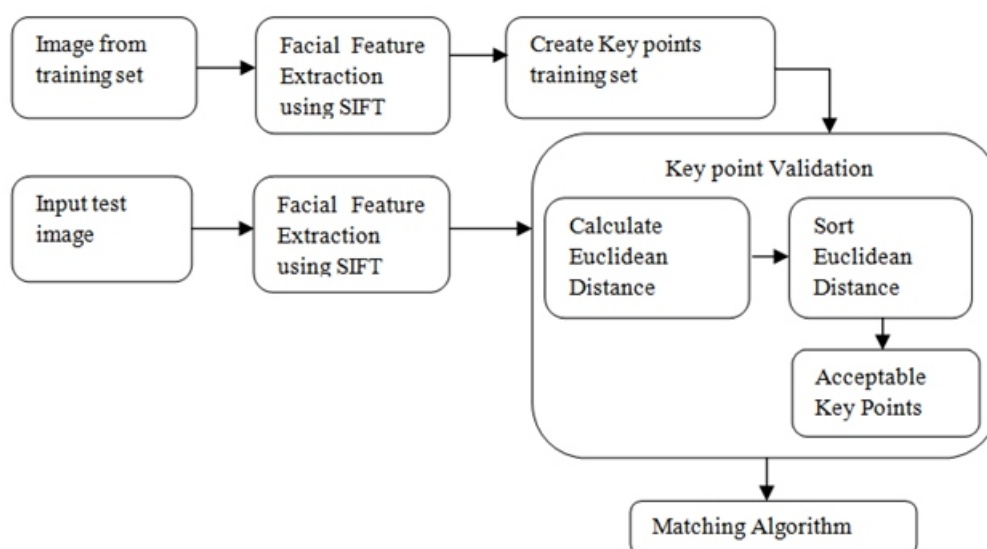 Image from
training set
Facial Feature
Extraction
using SIFT
Create Key points
training set
Input test
image
Facial Feature
Extraction
using SIFT
Key point Validation
Calculate
Euclidean
Distance
Sort
Euclidean
Distance
Acceptable
Key Points
Matching Algorithm